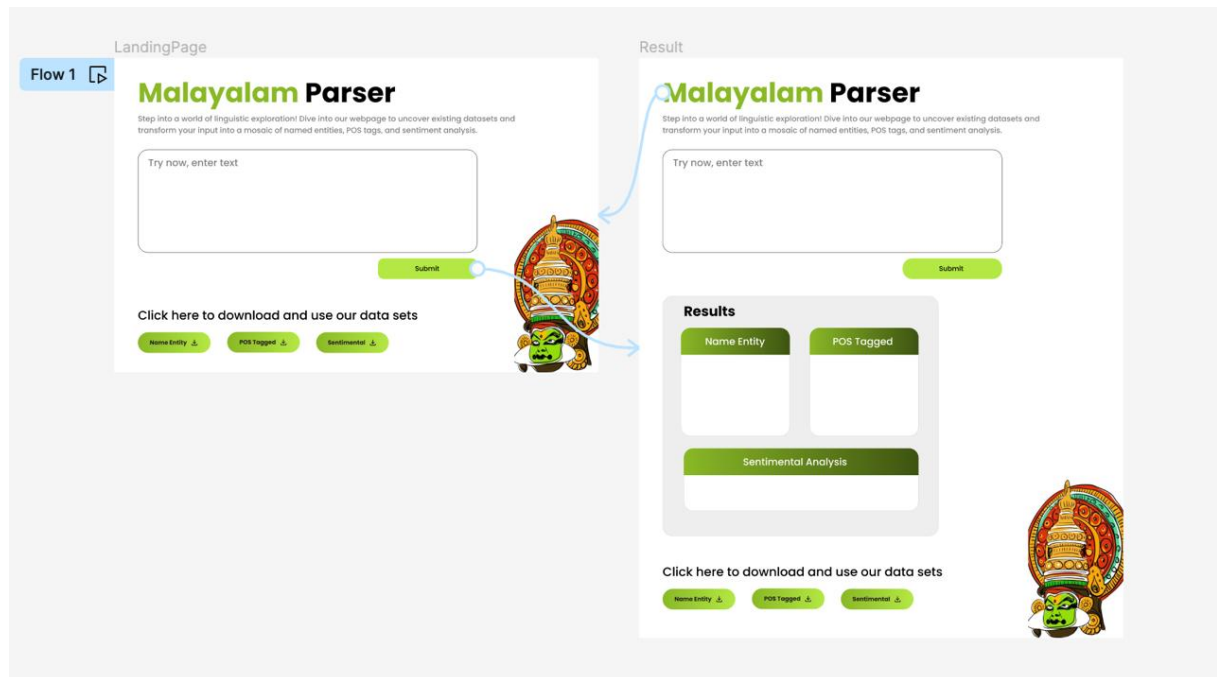 LandingPage
Flow 1
Malayalam Parser
Step into a world of linguistic exploration! Dive into our webpage to uncover existing datasets and
transform your input into a mosaic of named entities, POS tags, and sentiment analysis.
Try now, enter text
Submit
Click here to download and use our data sets
Name Entity
POS Tagged
Sentimental
Result
Malayalam Parser
Step into a world of linguistic exploration! Dive into our webpage to uncover existing datasets and
transform your input into a mosaic of named entities, POS tags, and sentiment analysis.
Try now, enter text
Submit
Results
Name Entity
POS Tagged
Sentimental Analysis
Click here to download and use our data sets
Name Entity
POS Tagged
Sentimental